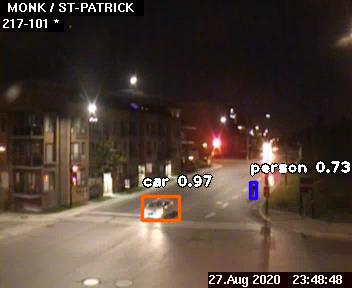 MONK / ST-PATRICK
217-101 *
person 0.73
car 0.97
27.Aug 2020 23:48:48